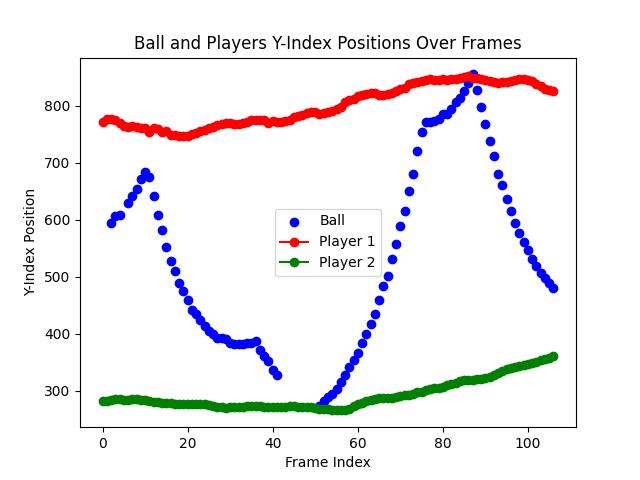 Ball and Players Y-Index Positions Over Frames
Y-Index Position
800
700
600
500
400
300
Ball
Player 1
Player 2
0 20 40 60 80 100
Frame Index